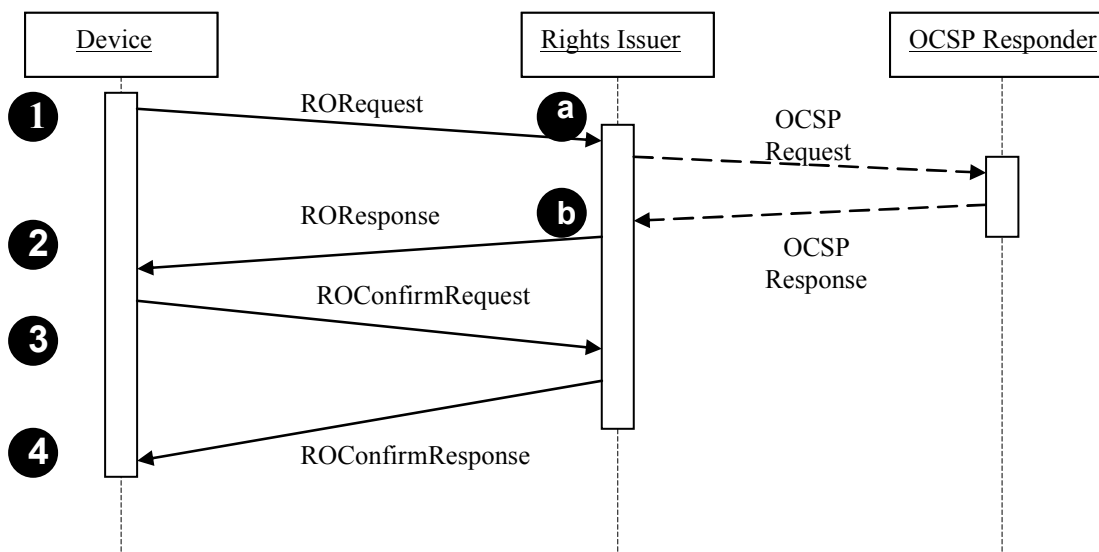 Device
Rights Issuer
OCSP Responder
1
RORequest
a
OCSP
Request
2
ROResponse
b
OCSP
Response
3
ROConfirmRequest
4
ROConfirmResponse